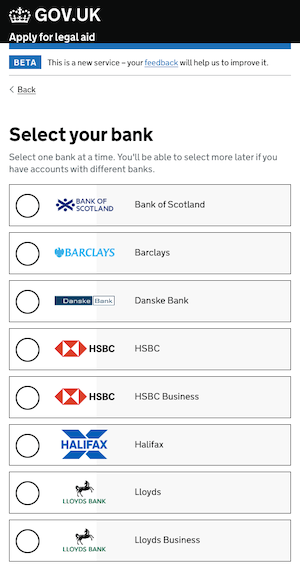 GOV.UK
Apply for legal aid
BETA This is a new service – your feedback will help us to improve it.
Back
Select your bank
Select one bank at a time. You'll be able to select more later if you
have accounts with different banks.
BANK OF
SCOTLAND
Bank of Scotland
BARCLAYS
Barclays
Danske Bank
Danske Bank
HSBC
HSBC
HSBC
HSBC Business
HALIFAX
Halifax
LLOYDS BANK
Lloyds
LLOYDS BANK
Lloyds Business